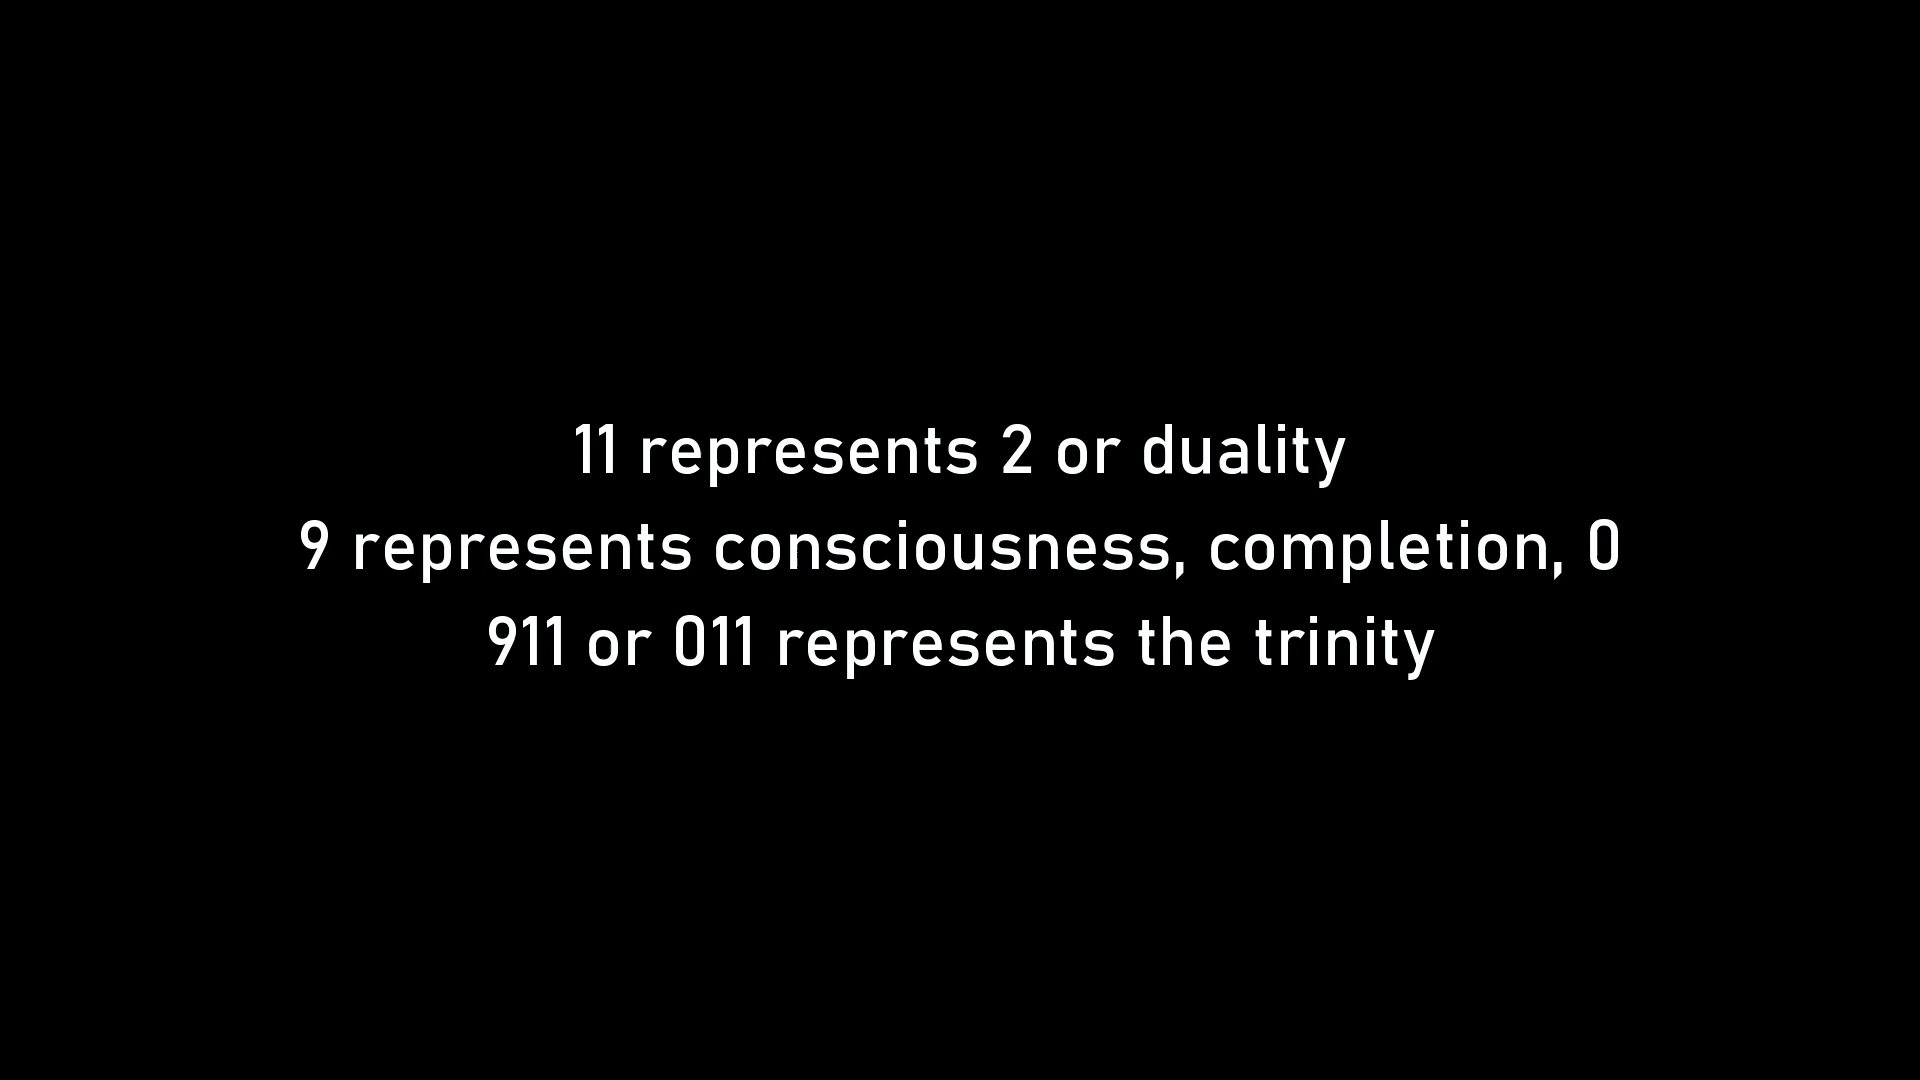 11 represents 2 or duality
9 represents consciousness, completion, 0
911 or 011 represents the trinity